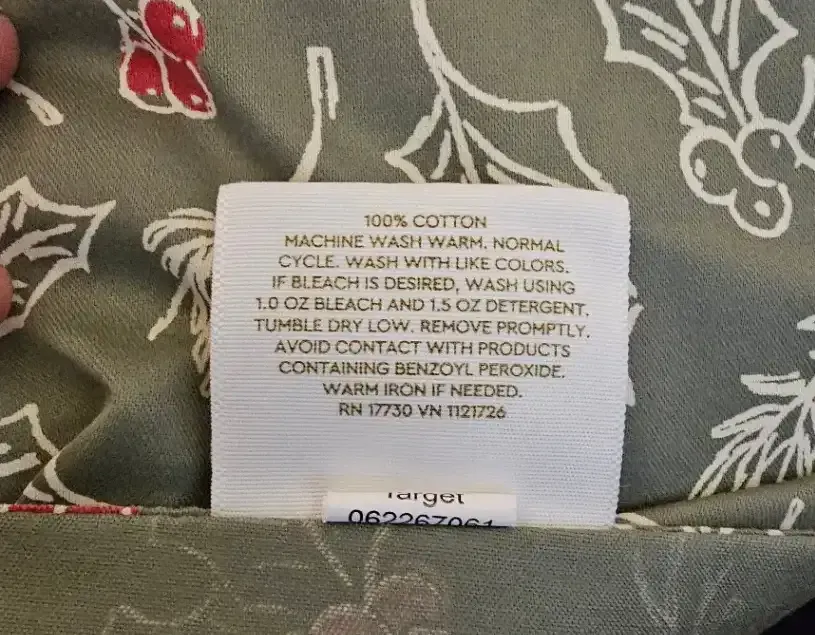 100% COTTON
MACHINE WASH WARM. NORMAL
CYCLE. WASH WITH LIKE COLORS.
IF BLEACH IS DESIRED, WASH USING
1.0 OZ BLEACH AND 1.5 OZ DETERGENT.
TUMBLE DRY LOW. REMOVE PROMPTLY.
AVOID CONTACT WITH PRODUCTS
CONTAINING BENZOYL PEROXIDE.
WARM IRON IF NEEDED.
RN 17730 VN 1121726
Target
062267061